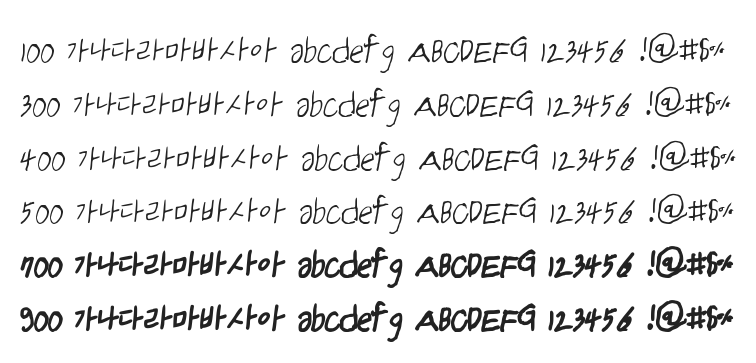 100 가나다라마바사아 abcdefg ABCDEFG 123456 !@#$%
300 가나다라마바사아 abcdefg ABCDEFG 123456 !@#$%
400 가나다라마바사아 abcdefg ABCDEFG 123456 !@#$%
500 가나다라마바사아 abcdefg ABCDEFG 123456 !@#$%
700 가나다라마바사아 abcdefg ABCDEFG 123456 !@#$%
900 가나다라마바사아 abcdefg ABCDEFG 123456 !@#$%